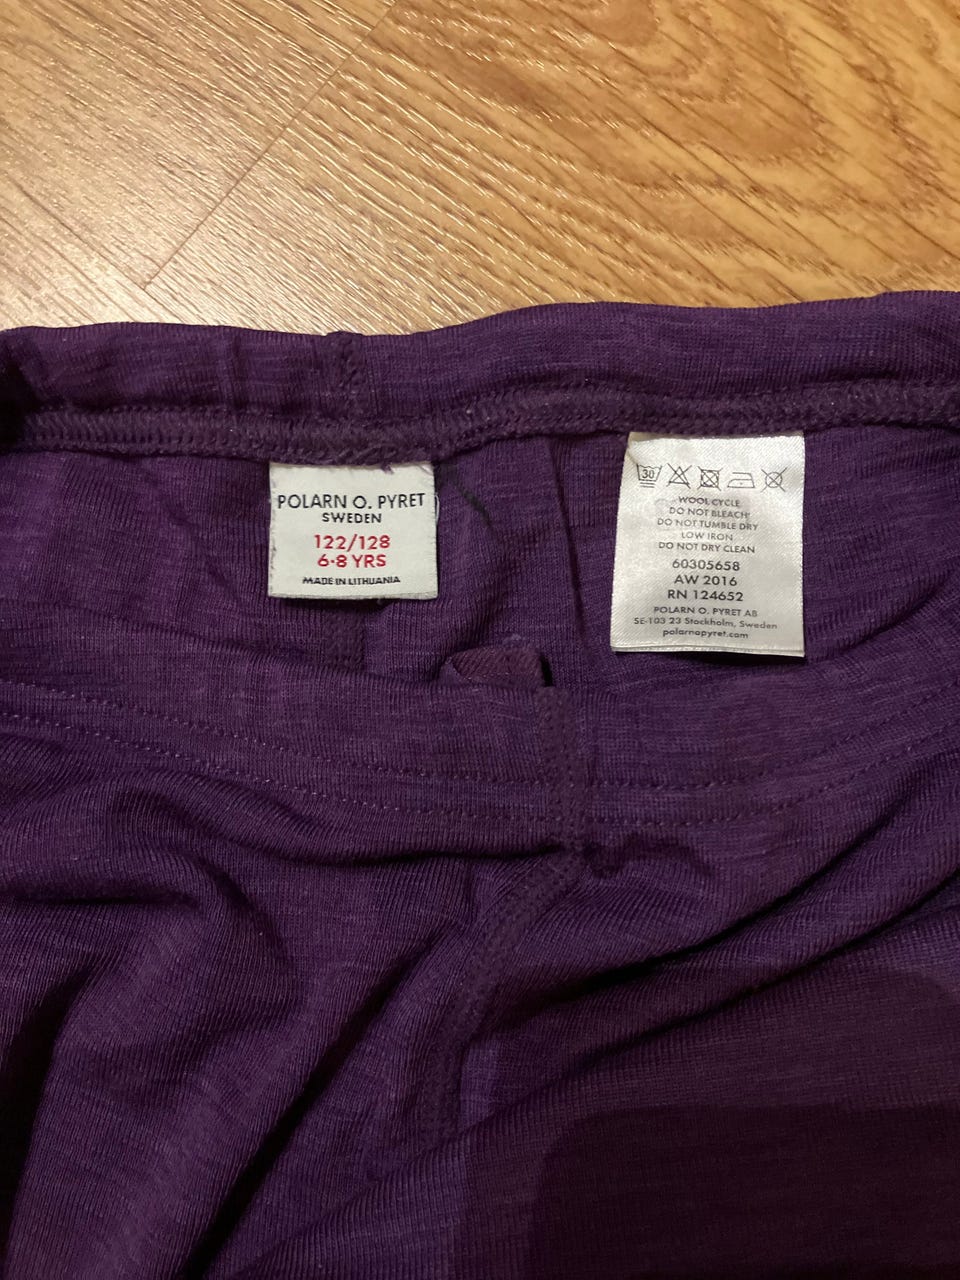 POLARN O. PYRET
SWEDEN
122/128
6-8 YRS
MADE IN LITHUANIA
30
WOOL CYCLE
DO NOT BLEACH
DO NOT TUMBLE DRY
LOW IRON
DO NOT DRY CLEAN
60305658
AW 2016
RN 124652
POLARN O. PYRET AB
SE-103 23 Stockholm, Sweden
polarnopyret.com